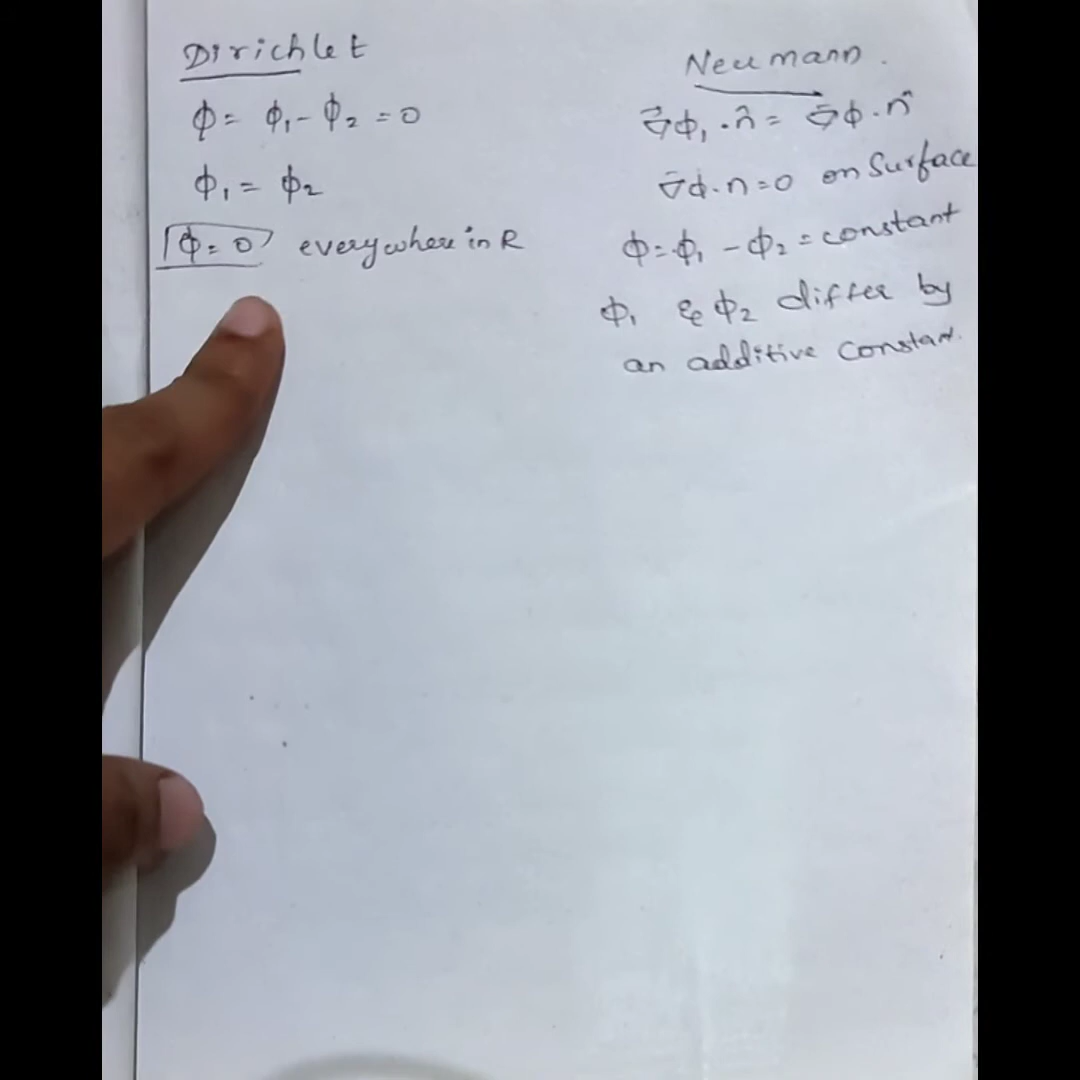 Dirichlet
ϕ = ϕ₁ - ϕ₂ = 0
ϕ₁ = ϕ₂
ϕ = 0 everywhere in R
Neumann.
∇⃗ϕ₁ . n̂ = ∇⃗ϕ . n̂
∇⃗ϕ . n = 0 on Surface
ϕ = ϕ₁ - ϕ₂ = constant
ϕ₁ & ϕ₂ differ by
an additive constant.